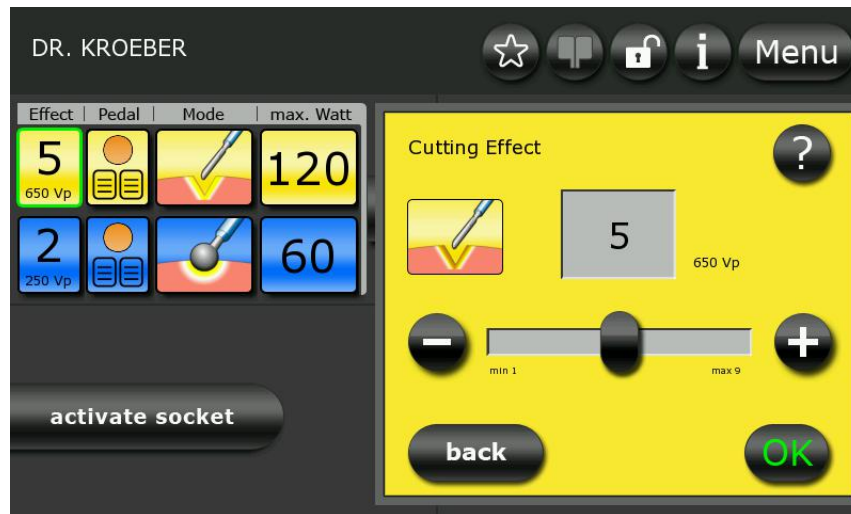 DR. KROEBER
i
Menu
Effect | Pedal | Mode | max. Watt
5
650 Vp
120
2
250 Vp
60
activate socket
Cutting Effect
?
5
650 Vp
−
+
min 1
max 9
back
OK